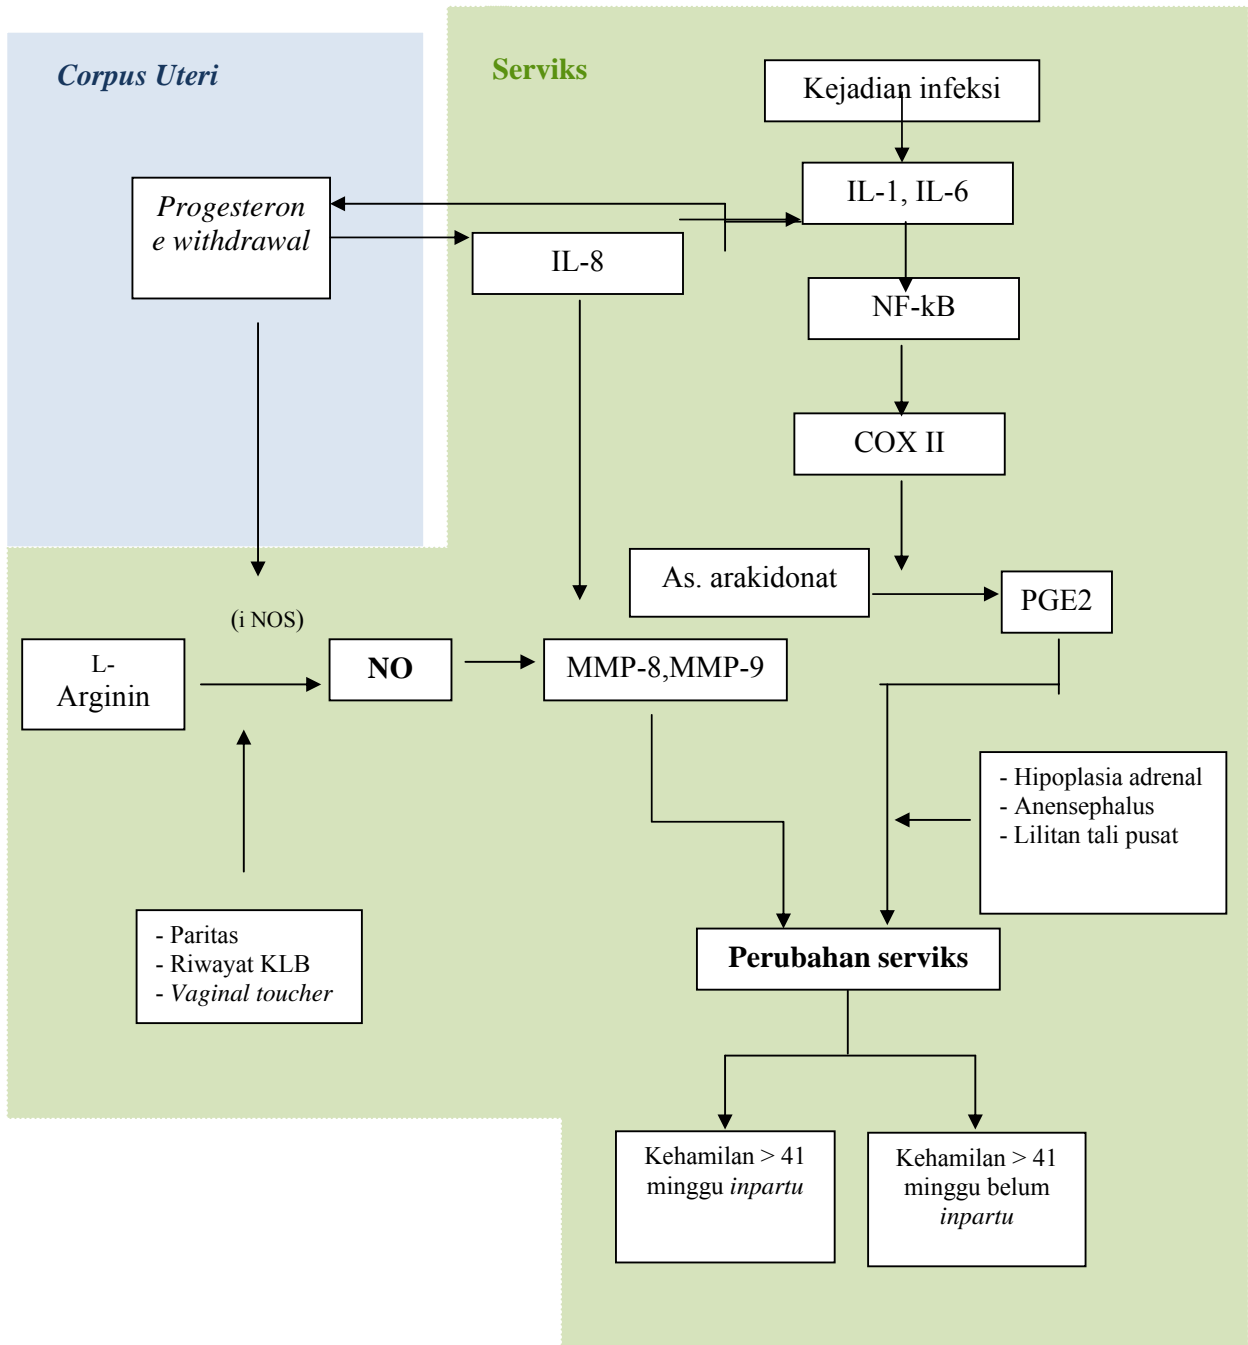 Corpus Uteri
Serviks
Kejadian infeksi
Progesteron
e withdrawal
IL-1, IL-6
IL-8
NF-kB
COX II
As. arakidonat
PGE2
(i NOS)
L-
Arginin
NO
MMP-8,MMP-9
- Hipoplasia adrenal
- Anensephalus
- Lilitan tali pusat
- Paritas
- Riwayat KLB
- Vaginal toucher
Perubahan serviks
Kehamilan > 41
minggu inpartu
Kehamilan > 41
minggu belum
inpartu